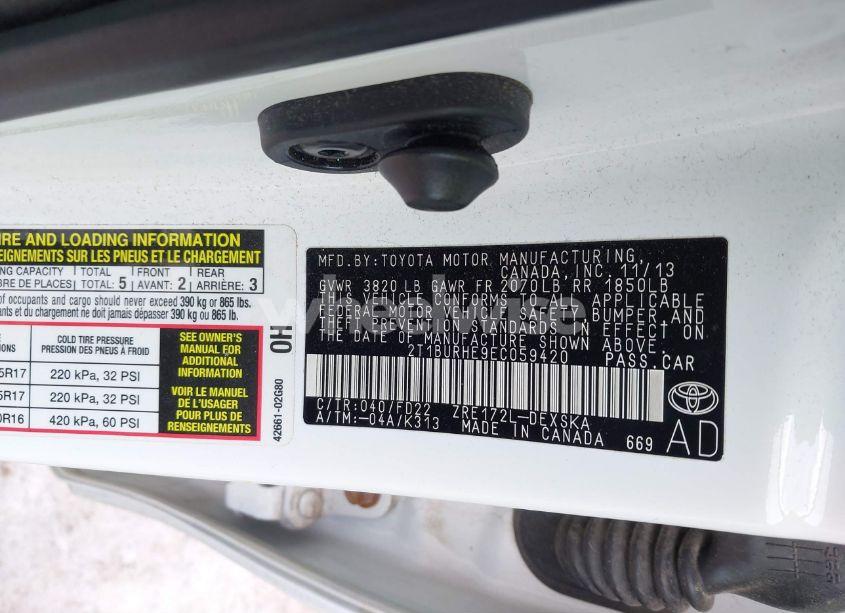 IRE AND LOADING INFORMATION
SEIGNEMENTS SUR LES PNEUS ET LE CHARGEMENT
NG CAPACITY TOTAL FRONT REAR
RE DE PLACES: TOTAL: 5 AVANT: 2 ARRIÈRE: 3
of occupants and cargo should never exceed 390 kg or 865 lbs.
ts et du chargement ne doit jamais dépasser 390 kg ou 865 lb.
COLD TIRE PRESSURE
ONS PRESSION DES PNEUS À FROID
5R17 220 kPa, 32 PSI
5R17 220 kPa, 32 PSI
0R16 420 kPa, 60 PSI
SEE OWNER'S
MANUAL FOR
ADDITIONAL
INFORMATION
VOIR LE MANUEL
DE L'USAGER
POUR PLUS DE
RENSEIGNEMENTS
OH
42661-02G80
MFD.BY:TOYOTA MOTOR MANUFACTURING,
CANADA, INC. 11/13
GVWR 3820 LB GAWR FR 2070LB RR 1850LB
THIS VEHICLE CONFORMS TO ALL APPLICABLE
FEDERAL MOTOR VEHICLE SAFETY, BUMPER AND
THEFT PREVENTION STANDARDS IN EFFECT ON
THE DATE OF MANUFACTURE SHOWN ABOVE.
2T1BURHE9EC059420 PASS.CAR
C/TR:040/FD22 ZRE172L-DEXSKA
A/TM:-04A/K313 MADE IN CANADA 669
AD